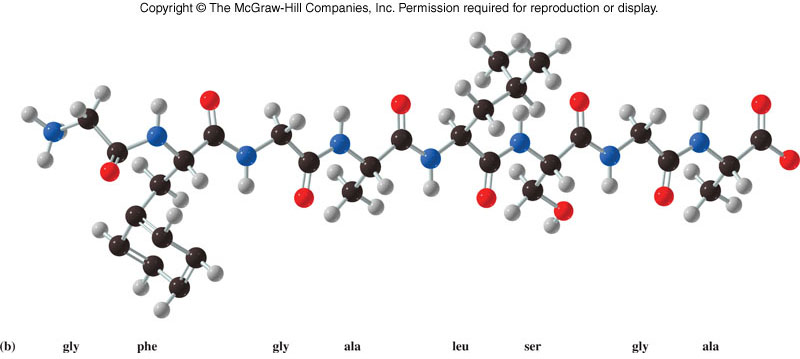 Copyright © The McGraw-Hill Companies, Inc. Permission required for reproduction or display.
(b) gly phe gly ala leu ser gly ala